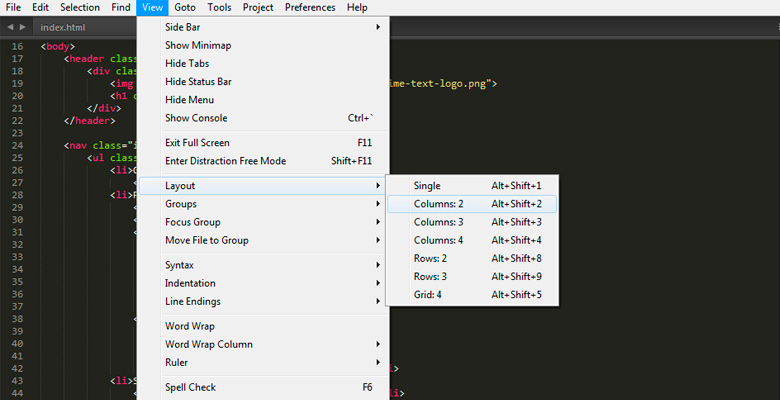 File Edit Selection Find View Goto Tools Project Preferences Help
index.html
Side Bar
Show Minimap
Hide Tabs
Hide Status Bar
Hide Menu
Show Console Ctrl+`
Exit Full Screen F11
Enter Distraction Free Mode Shift+F11
Layout
Groups
Focus Group
Move File to Group
Syntax
Indentation
Line Endings
Word Wrap
Word Wrap Column
Ruler
Spell Check F6
Single Alt+Shift+1
Columns: 2 Alt+Shift+2
Columns: 3 Alt+Shift+3
Columns: 4 Alt+Shift+4
Rows: 2 Alt+Shift+8
Rows: 3 Alt+Shift+9
Grid: 4 Alt+Shift+5
16 <body>
17 <header clas
18 <div clas
19 <img ime-text-logo.png">
20 <h1 c
21 </div>
22 </header>
23
24 <nav class="i
25 <ul class
26 <li>
27 <
28 <li>
29 <
30 <
31 <
32
33
34
35
36
37
38 <
39
40
41
42 >
43 <li>S
44 < li>